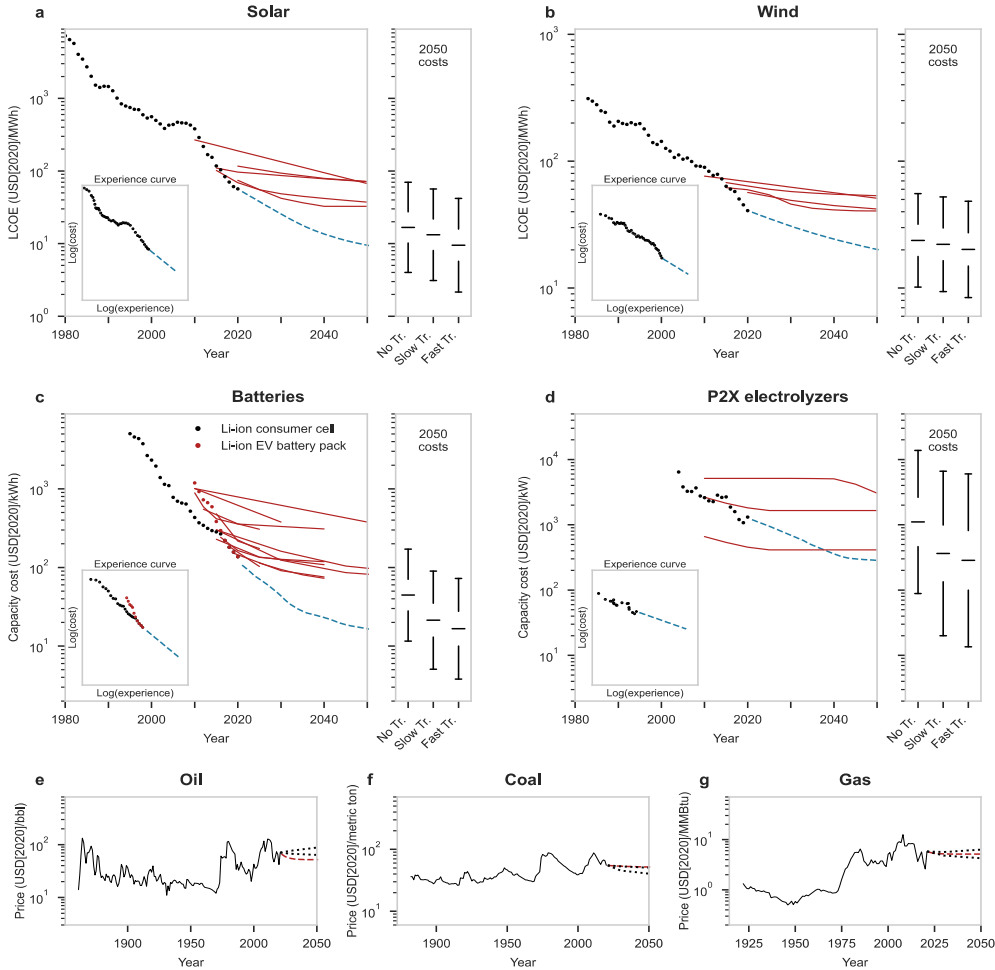 a
Solar
LCOE (USD[2020]/MWh)
10³
10²
10¹
10⁰
1980
2000
2020
2040
Year
Experience curve
Log(cost)
Log(experience)
2050
costs
No Tr.
Slow Tr.
Fast Tr.
b
Wind
LCOE (USD[2020]/MWh)
10³
10²
10¹
1980
2000
2020
2040
Year
Experience curve
Log(cost)
Log(experience)
2050
costs
No Tr.
Slow Tr.
Fast Tr.
c
Batteries
Li-ion consumer cell
Li-ion EV battery pack
Capacity cost (USD[2020]/kWh)
10³
10²
10¹
1980
2000
2020
2040
Year
Experience curve
Log(cost)
Log(experience)
2050
costs
No Tr.
Slow Tr.
Fast Tr.
d
P2X electrolyzers
Capacity cost (USD[2020]/kW)
10⁴
10³
10²
10¹
1980
2000
2020
2040
Year
Experience curve
Log(cost)
Log(experience)
2050
costs
No Tr.
Slow Tr.
Fast Tr.
e
Oil
Price (USD[2020]/bbl)
10²
10¹
1900
1950
2000
2050
Year
f
Coal
Price (USD[2020]/metric ton)
10²
10¹
1900
1950
2000
2050
Year
g
Gas
Price (USD[2020]/MMBtu)
10¹
10⁰
1925
1950
1975
2000
2025
2050
Year